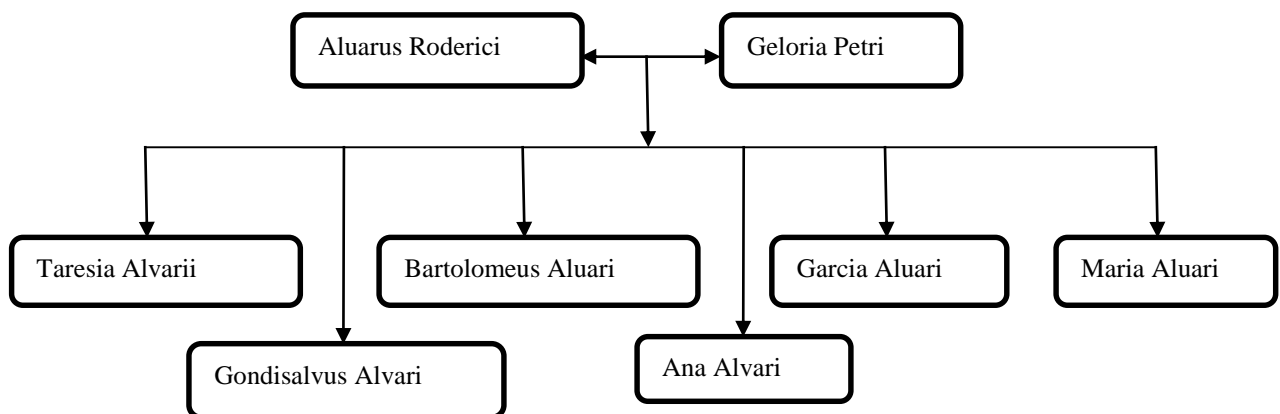 Aluarus Roderici
Geloria Petri
Taresia Alvarii
Bartolomeus Aluari
Garcia Aluari
Maria Aluari
Gondisalvus Alvari
Ana Alvari